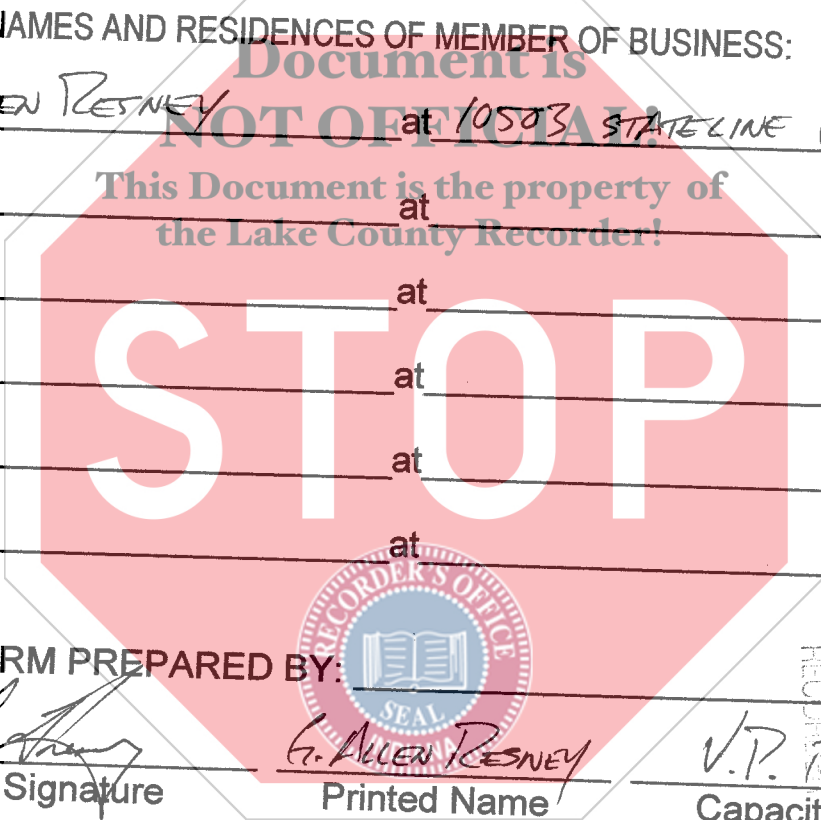 NAMES AND RESIDENCES OF MEMBER OF BUSINESS:
Document is
EN RESNEY at 10503 STATELINE
NOT OFFICIAL!
This Document is the property of
at
the Lake County Recorder!
at
STOP
at
at
at
RECORDER'S OFFICE
SEAL
RM PREPARED BY:
G. ALLEN RESNEY V.P.
Signature Printed Name Capacit